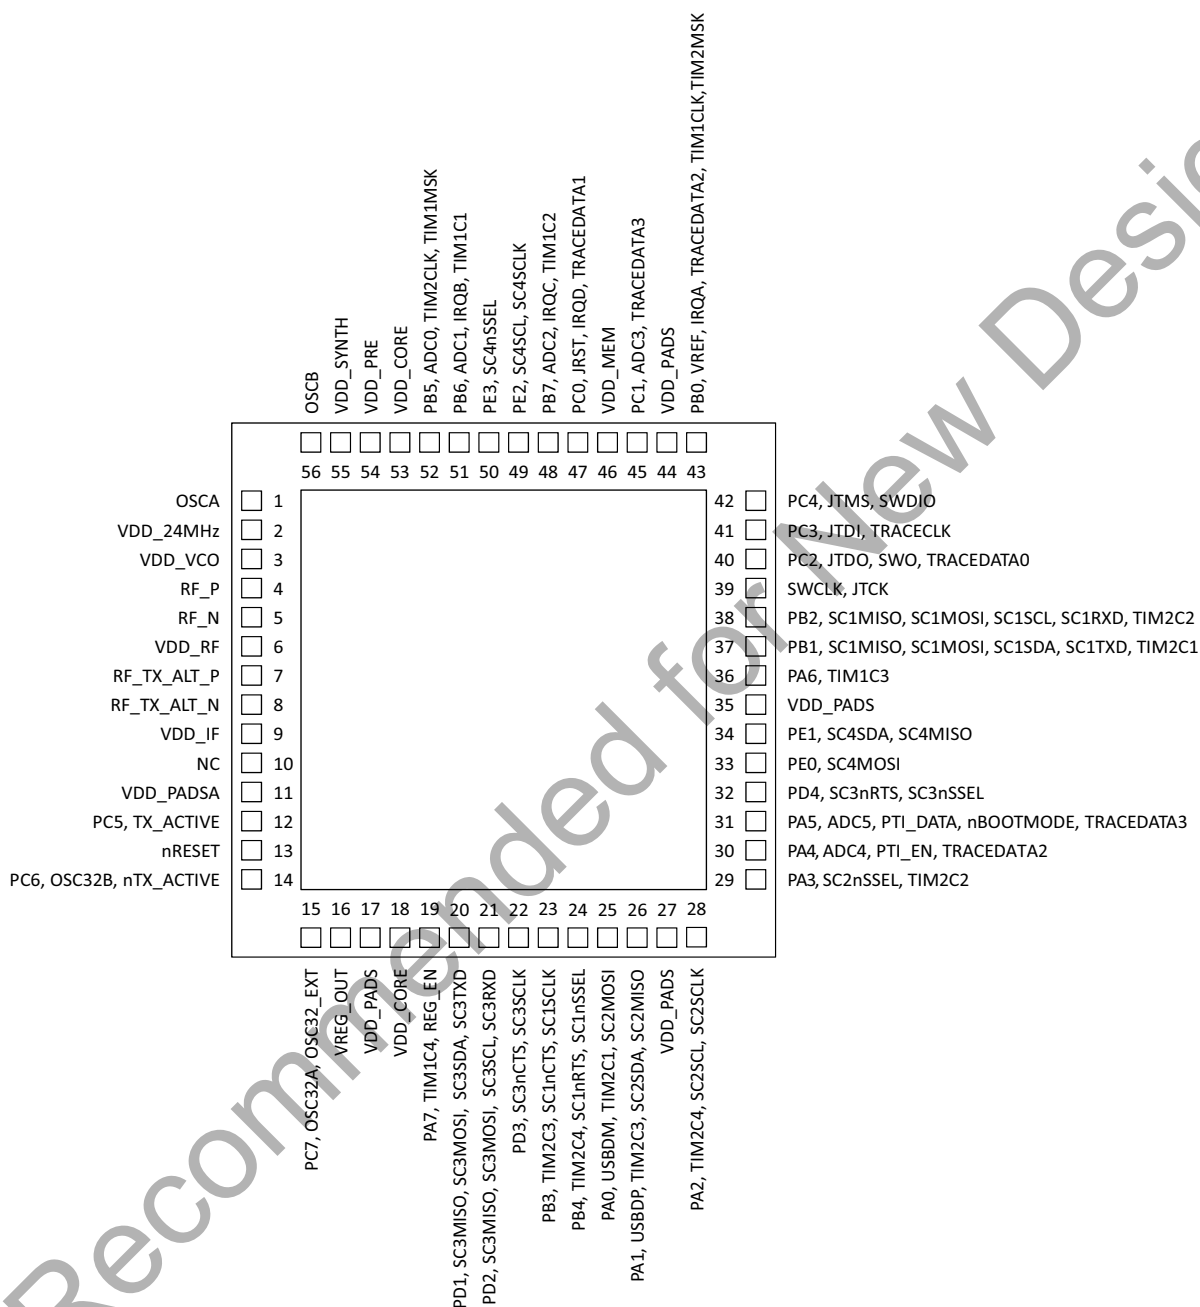 OSCB
VDD_SYNTH
VDD_PRE
VDD_CORE
PB5, ADC0, TIM2CLK, TIM1MSK
PB6, ADC1, IRQB, TIM1C1
PE3, SC4nSSEL
PE2, SC4SCL, SC4SCLK
PB7, ADC2, IRQC, TIM1C2
PC0, JRST, IRQD, TRACEDATA1
VDD_MEM
PC1, ADC3, TRACEDATA3
VDD_PADS
PB0, VREF, IRQA, TRACEDATA2, TIM1CLK,TIM2MSK
56 55 54 53 52 51 50 49 48 47 46 45 44 43
OSCA 1
VDD_24MHz 2
VDD_VCO 3
RF_P 4
RF_N 5
VDD_RF 6
RF_TX_ALT_P 7
RF_TX_ALT_N 8
VDD_IF 9
NC 10
VDD_PADSA 11
PC5, TX_ACTIVE 12
nRESET 13
PC6, OSC32B, nTX_ACTIVE 14
42 PC4, JTMS, SWDIO
41 PC3, JTDI, TRACECLK
40 PC2, JTDO, SWO, TRACEDATA0
39 SWCLK, JTCK
38 PB2, SC1MISO, SC1MOSI, SC1SCL, SC1RXD, TIM2C2
37 PB1, SC1MISO, SC1MOSI, SC1SDA, SC1TXD, TIM2C1
36 PA6, TIM1C3
35 VDD_PADS
34 PE1, SC4SDA, SC4MISO
33 PE0, SC4MOSI
32 PD4, SC3nRTS, SC3nSSEL
31 PA5, ADC5, PTI_DATA, nBOOTMODE, TRACEDATA3
30 PA4, ADC4, PTI_EN, TRACEDATA2
29 PA3, SC2nSSEL, TIM2C2
15 16 17 18 19 20 21 22 23 24 25 26 27 28
PC7, OSC32A, OSC32_EXT
VREG_OUT
VDD_PADS
VDD_CORE
PA7, TIM1C4, REG_EN
PD1, SC3MISO, SC3MOSI, SC3SDA, SC3TXD
PD2, SC3MISO, SC3MOSI, SC3SCL, SC3RXD
PD3, SC3nCTS, SC3SCLK
PB3, TIM2C3, SC1nCTS, SC1SCLK
PB4, TIM2C4, SC1nRTS, SC1nSSEL
PA0, USBDM, TIM2C1, SC2MOSI
PA1, USBDP, TIM2C3, SC2SDA, SC2MISO
VDD_PADS
PA2, TIM2C4, SC2SCL, SC2SCLK
Recommended for New Desig